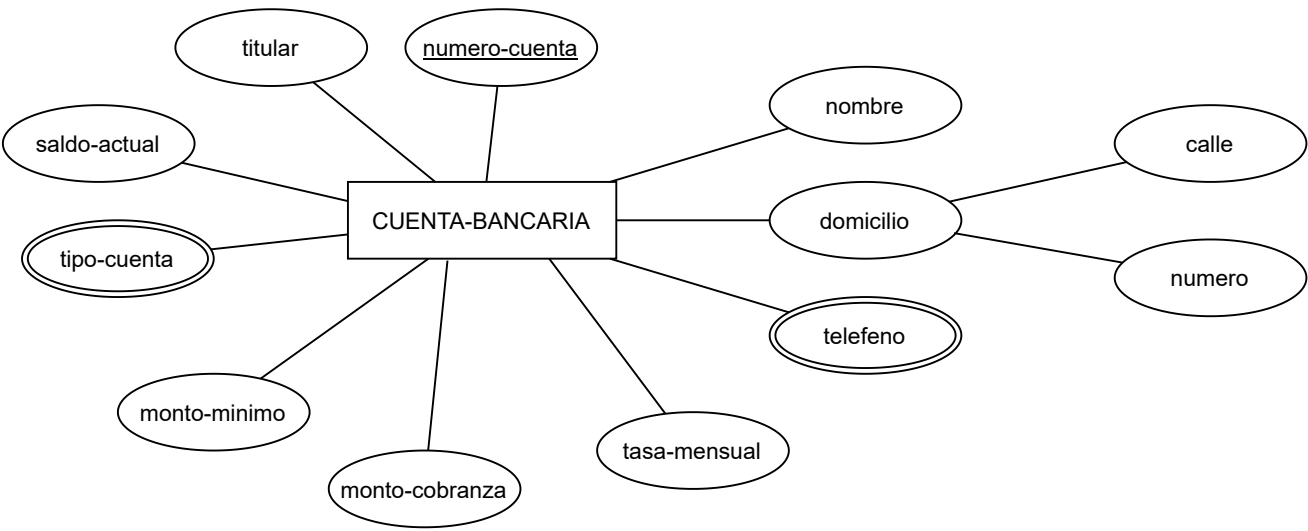 titular
numero-cuenta
nombre
saldo-actual
calle
CUENTA-BANCARIA
domicilio
tipo-cuenta
numero
telefeno
monto-minimo
tasa-mensual
monto-cobranza